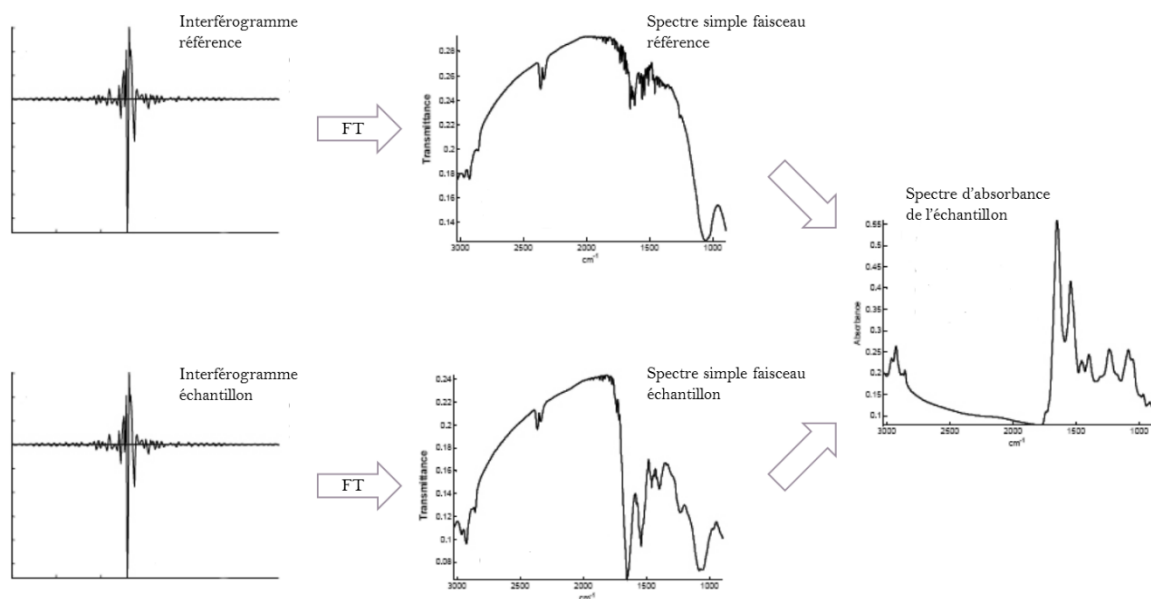 Interférogramme
référence
FT
Spectre simple faisceau
référence
Transmittance
0.28
0.26
0.24
0.22
0.2
0.18
0.16
0.14
3000
2500
2000
1500
1000
cm-1
Interférogramme
échantillon
FT
Spectre simple faisceau
échantillon
Transmittance
0.24
0.22
0.20
0.18
0.16
0.14
0.12
0.1
0.08
3000
2500
2000
1500
1000
cm-1
Spectre d'absorbance
de l'échantillon
Absorbance
0.55
0.5
0.45
0.4
0.35
0.3
0.25
0.2
0.15
0.1
3000
2500
2000
1500
1000
cm-1